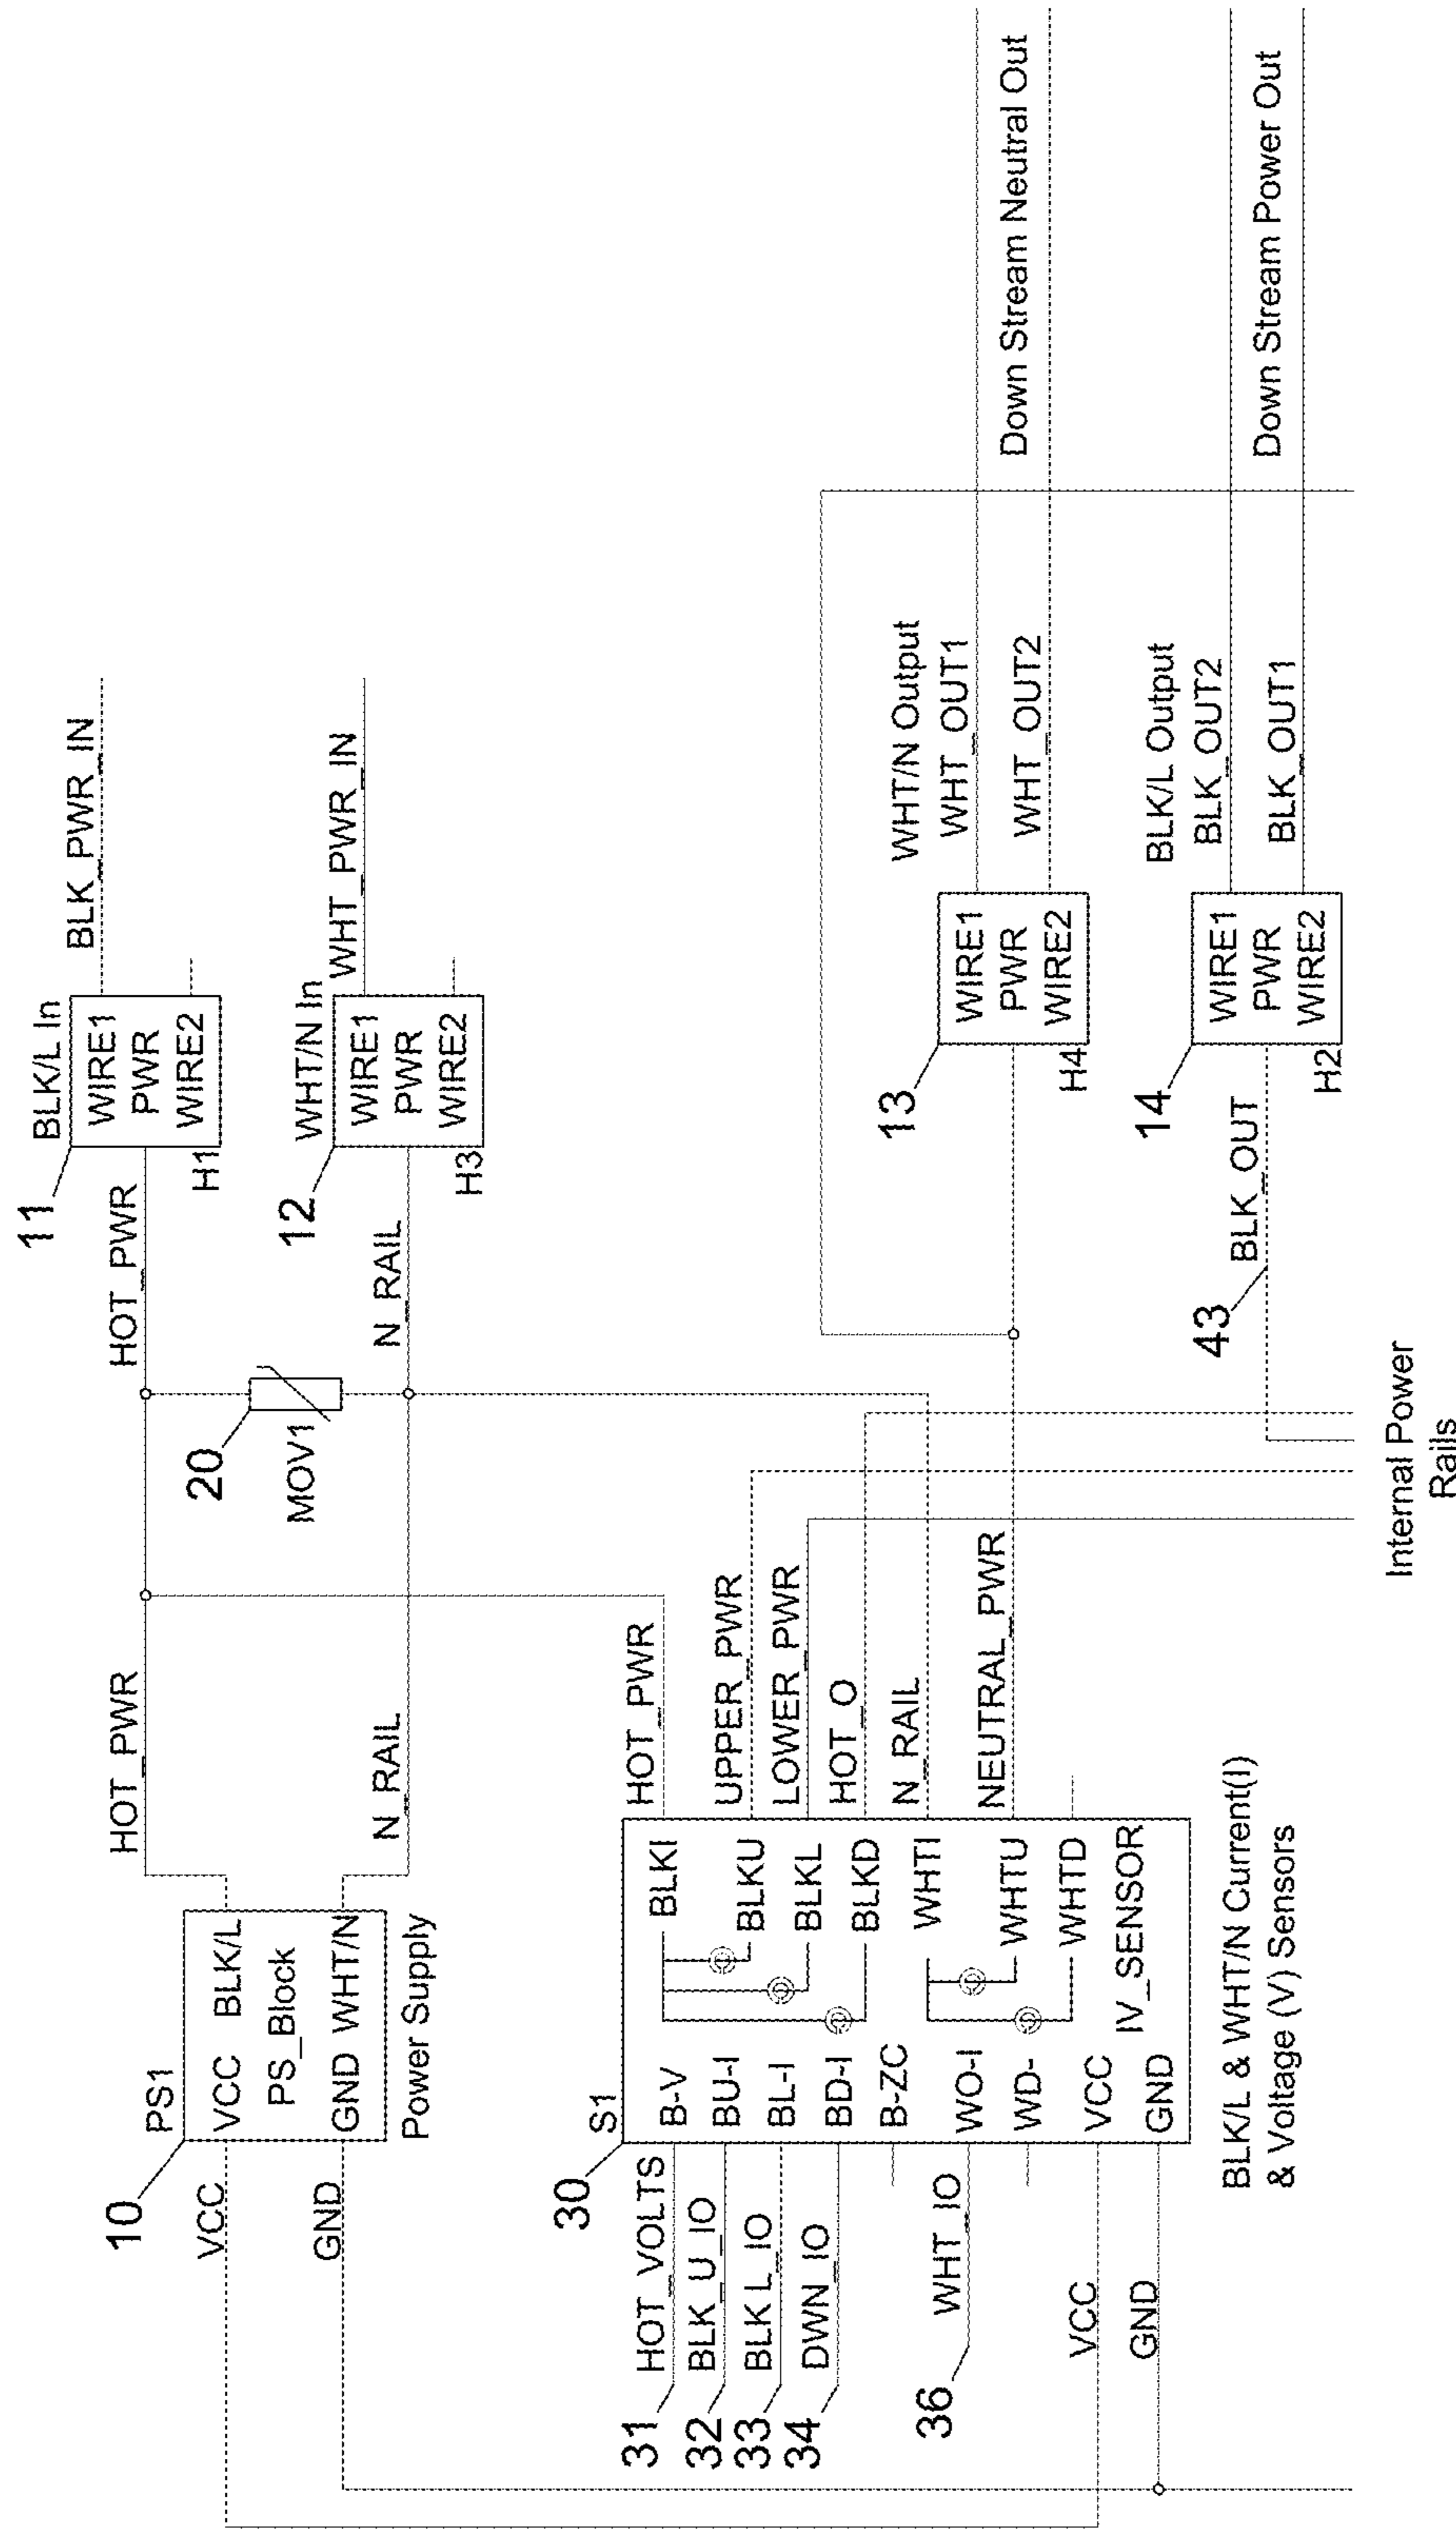 11
BLK/L In
HOT_PWR
WIRE1
PWR
WIRE2
H1
BLK_PWR_IN
12
WHT/N In
N_RAIL
WIRE1
PWR
WIRE2
H3
WHT_PWR_IN
20
MOV1
10
PS1
HOT_PWR
VCC
VCC BLK/L
PS_Block
GND WHT/N
GND
N_RAIL
Power Supply
30
S1
31
HOT_VOLTS
B-V
BLKI
HOT_PWR
32
BLK_U_IO
BU-I
BLKU
UPPER_PWR
33
BLK L_IO
BL-I
BLKL
LOWER_PWR
34
DWN_IO
BD-I
BLKD
HOT_O
B-ZC
36
WHT_IO
WO-I
WHTI
N_RAIL
WD-
WHTU
NEUTRAL_PWR
WHTD
VCC
VCC
IV_SENSOR
GND
GND
BLK/L & WHT/N Current(I)
& Voltage (V) Sensors
13
WHT/N Output
WIRE1
PWR
WIRE2
H4
WHT_OUT1
WHT_OUT2
Down Stream Neutral Out
14
BLK/L Output
43
BLK_OUT
WIRE1
PWR
WIRE2
H2
BLK_OUT2
BLK_OUT1
Down Stream Power Out
Internal Power
Rails